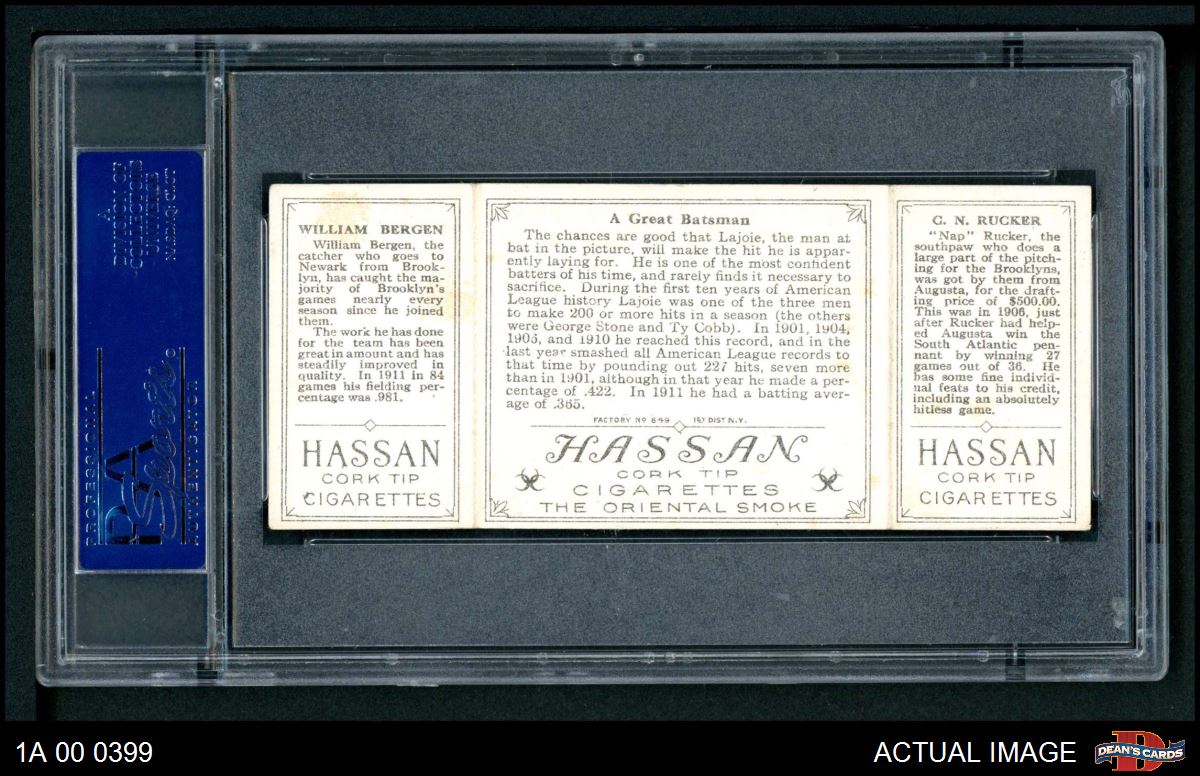 A
DIVISION OF
COLLECTORS
UNIVERSE
NASDAQ: CLCT
PROFESSIONAL
PSA
Sports
AUTHENTICATOR
WILLIAM BERGEN
William Bergen, the
catcher who goes to
Newark from Brook-
lyn, has caught the ma-
jority of Brooklyn's
games nearly every
season since he joined
them.
The work he has done
for the team has been
great in amount and has
steadily improved in
quality. In 1911 in 84
games his fielding per-
centage was .981.
HASSAN
CORK TIP
CIGARETTES
A Great Batsman
The chances are good that Lajoie, the man at
bat in the picture, will make the hit he is appar-
ently laying for. He is one of the most confident
batters of his time, and rarely finds it necessary to
sacrifice. During the first ten years of American
League history Lajoie was one of the three men
to make 200 or more hits in a season (the others
were George Stone and Ty Cobb). In 1901, 1904,
1905, and 1910 he reached this record, and in the
last year smashed all American League records to
that time by pounding out 227 hits, seven more
than in 1901, although in that year he made a per-
centage of .422. In 1911 he had a batting aver-
age of .365.
FACTORY Nº 649 1ST DIST N.Y.
HASSAN
CORK TIP
CIGARETTES
THE ORIENTAL SMOKE
G. N. RUCKER
"Nap" Rucker, the
southpaw who does a
large part of the pitch-
ing for the Brooklyns,
was got by them from
Augusta, for the draft-
ing price of $500.00.
This was in 1906, just
after Rucker had help-
ed Augusta win the
South Atlantic pen-
nant by winning 27
games out of 36. He
has some fine individ-
ual feats to his credit,
including an absolutely
hitless game.
HASSAN
CORK TIP
CIGARETTES
1A 00 0399
ACTUAL IMAGE
DEAN'S CARDS